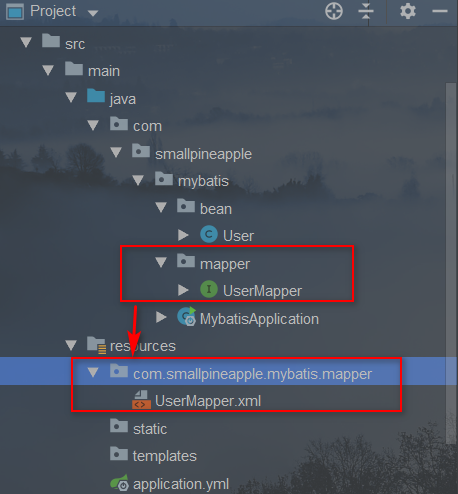 Project
src
main
java
com
smallpineapple
mybatis
bean
User
mapper
UserMapper
MybatisApplication
resources
com.smallpineapple.mybatis.mapper
UserMapper.xml
static
templates
application.yml